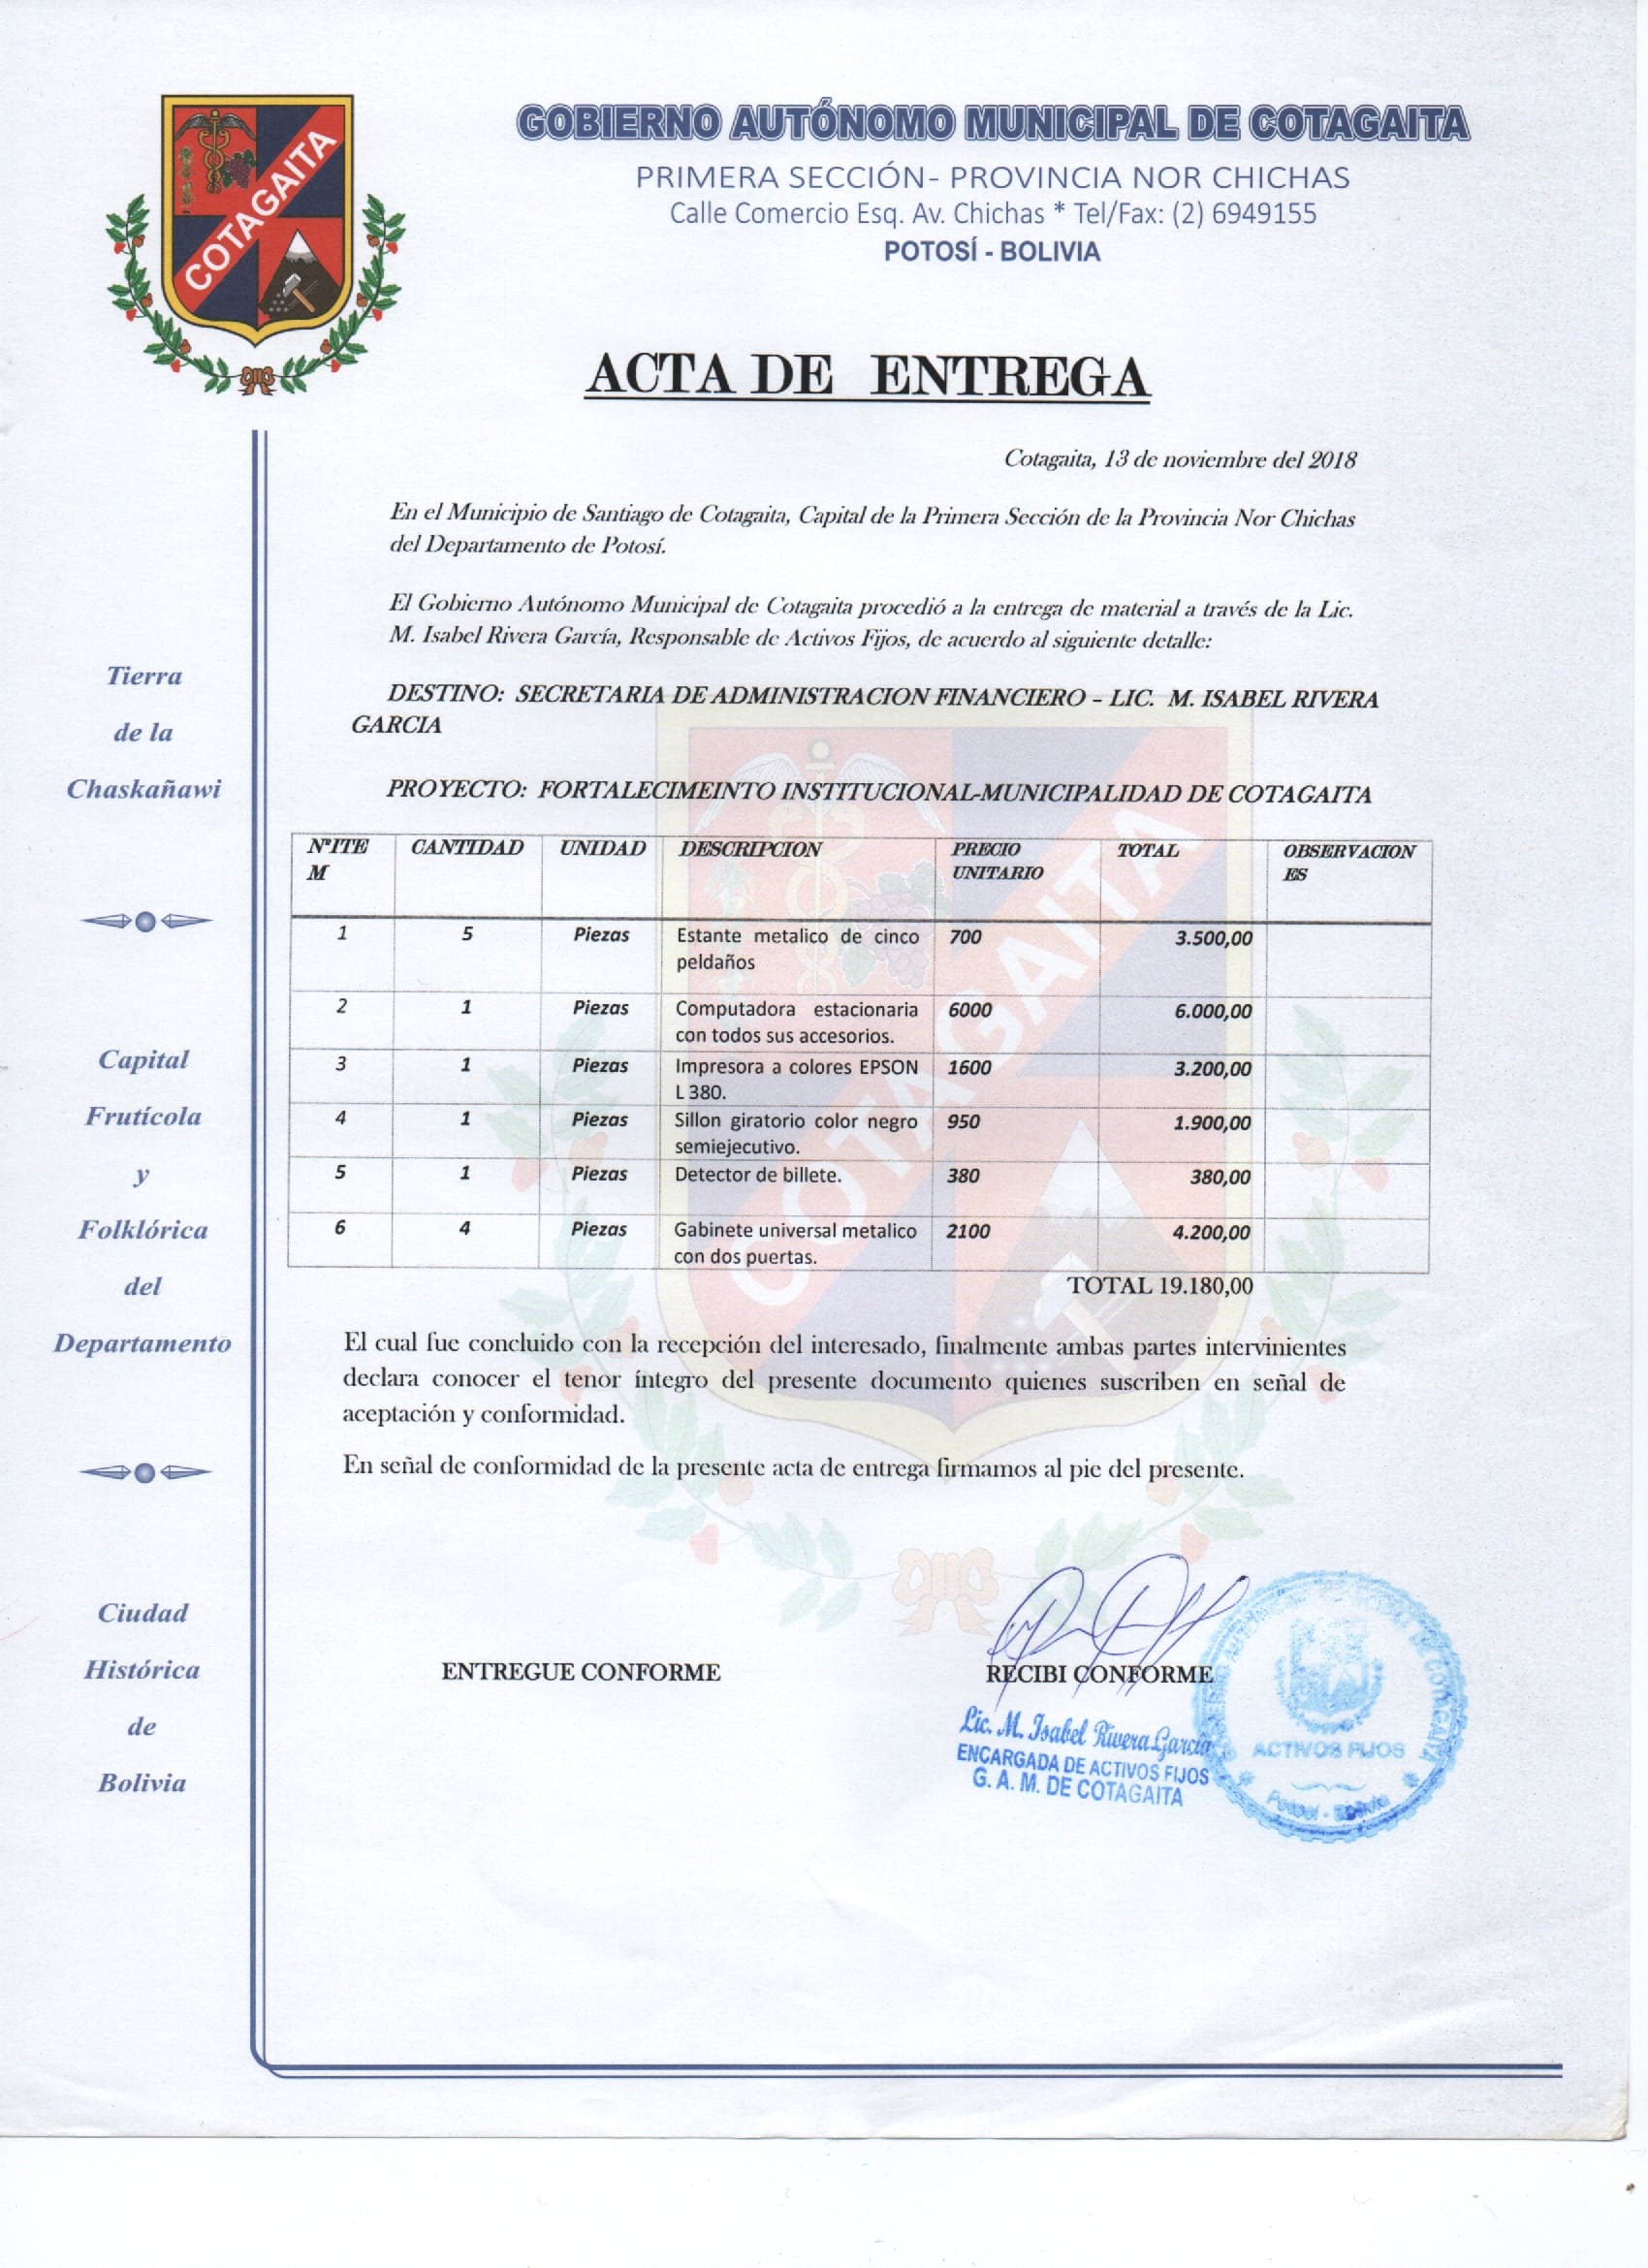 COTAGAITA
GOBIERNO AUTÓNOMO MUNICIPAL DE COTAGAITA
PRIMERA SECCIÓN- PROVINCIA NOR CHICHAS
Calle Comercio Esq. Av. Chichas * Tel/Fax: (2) 6949155
POTOSÍ - BOLIVIA
ACTA DE ENTREGA
Cotagaita, 13 de noviembre del 2018
En el Municipio de Santiago de Cotagaita, Capital de la Primera Sección de la Provincia Nor Chichas
del Departamento de Potosí.
El Gobierno Autónomo Municipal de Cotagaita procedió a la entrega de material a través de la Lic.
M. Isabel Rivera García, Responsable de Activos Fijos, de acuerdo al siguiente detalle:
DESTINO: SECRETARIA DE ADMINISTRACION FINANCIERO – LIC. M. ISABEL RIVERA
GARCIA
PROYECTO: FORTALECIMEINTO INSTITUCIONAL-MUNICIPALIDAD DE COTAGAITA
NºITE CANTIDAD UNIDAD DESCRIPCION PRECIO TOTAL OBSERVACION
M UNITARIO ES
1 5 Piezas Estante metalico de cinco 700 3.500,00
peldaños
2 1 Piezas Computadora estacionaria 6000 6.000,00
con todos sus accesorios.
3 1 Piezas Impresora a colores EPSON 1600 3.200,00
L 380.
4 1 Piezas Sillon giratorio color negro 950 1.900,00
semiejecutivo.
5 1 Piezas Detector de billete. 380 380,00
6 4 Piezas Gabinete universal metalico 2100 4.200,00
con dos puertas.
TOTAL 19.180,00
COTAGAITA
El cual fue concluido con la recepción del interesado, finalmente ambas partes intervinientes
declara conocer el tenor íntegro del presente documento quienes suscriben en señal de
aceptación y conformidad.
En señal de conformidad de la presente acta de entrega firmamos al pie del presente.
ENTREGUE CONFORME RECIBI CONFORME
Lic. M. Isabel Rivera Garcia
ENCARGADA DE ACTIVOS FIJOS
G. A. M. DE COTAGAITA
ACTIVOS FIJOS
Potosí - Bolivia
Tierra
de la
Chaskañawi
Capital
Frutícola
y
Folklórica
del
Departamento
Ciudad
Histórica
de
Bolivia